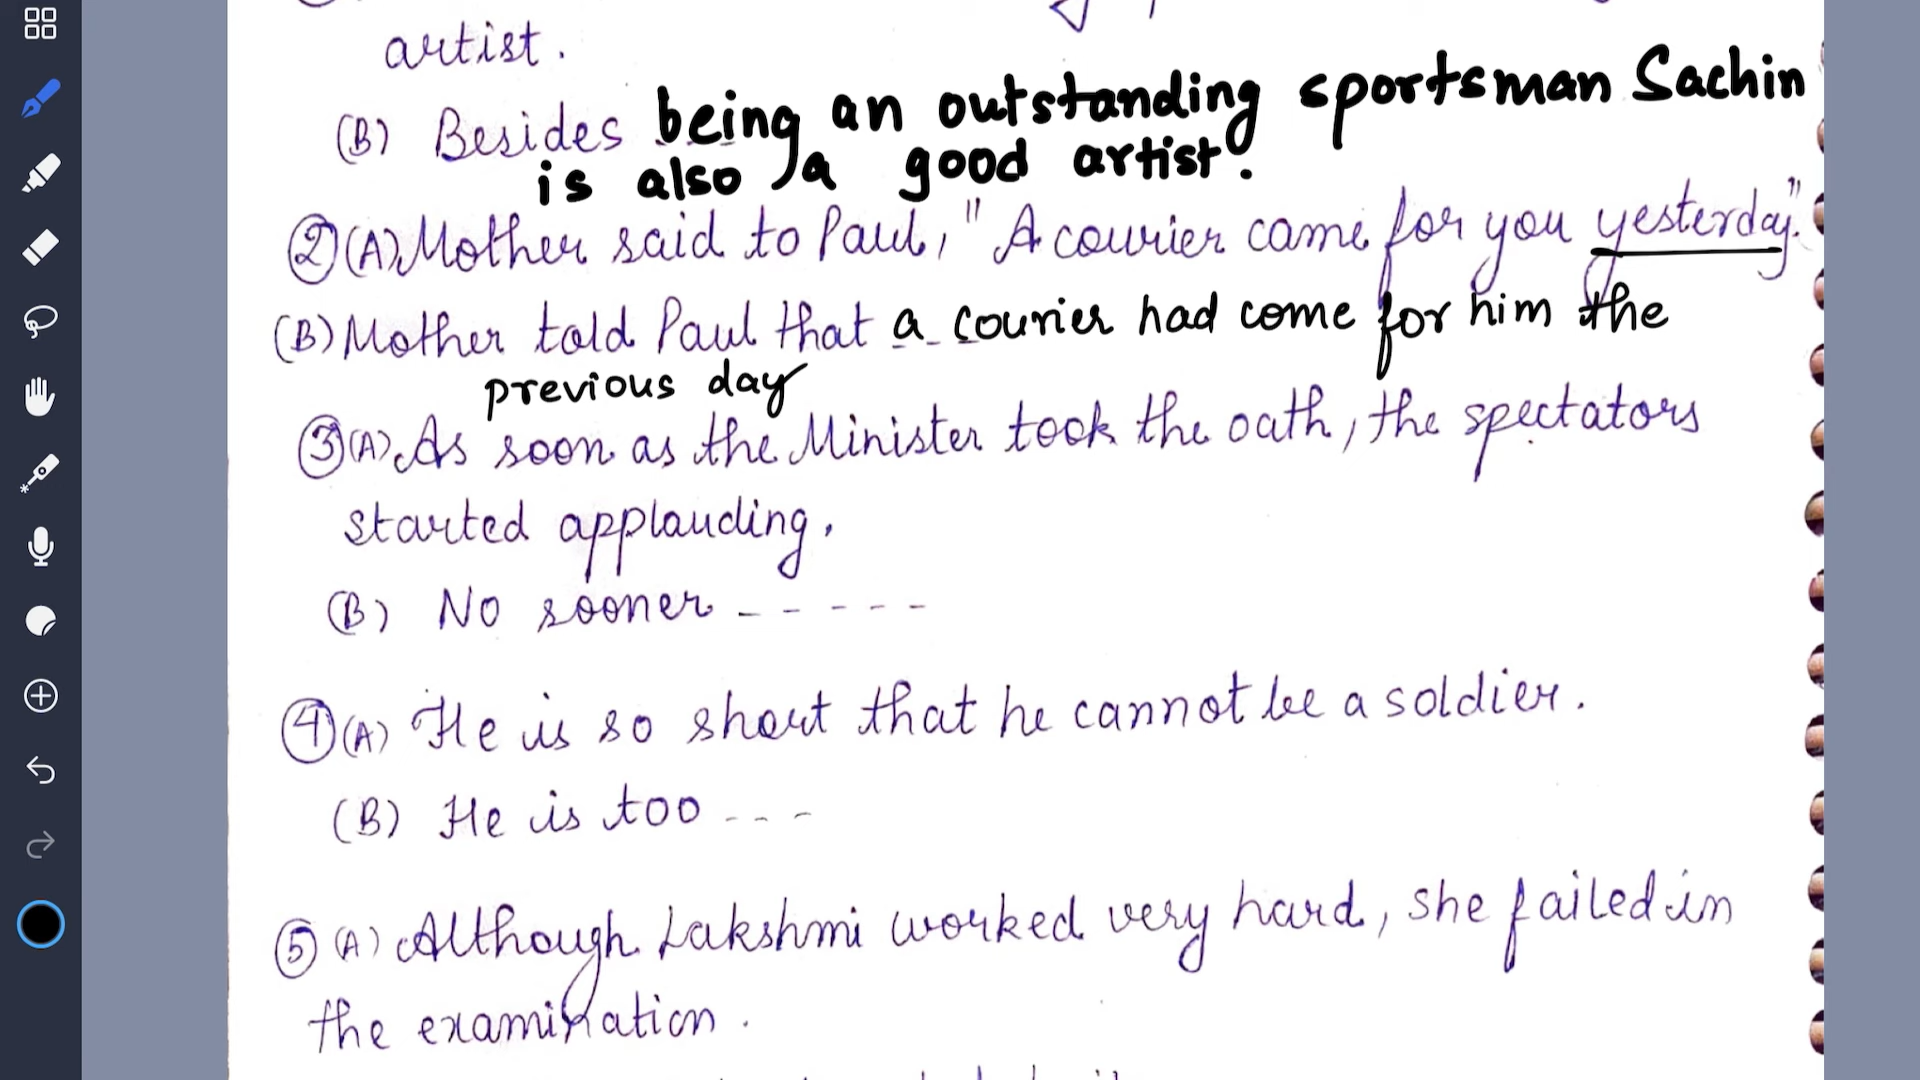 artist.
(B) Besides being an outstanding sportsman Sachin
is also a good artist.
② (A) Mother said to Paul, "A courier came for you yesterday."
(B) Mother told Paul that a courier had come for him the
previous day
③ (A) As soon as the Minister took the oath, the spectators
started applauding.
(B) No sooner - - - - -
④ (A) He is so short that he cannot be a soldier.
(B) He is too - - -
⑤ (A) Although Lakshmi worked very hard, she failed in
the examination.